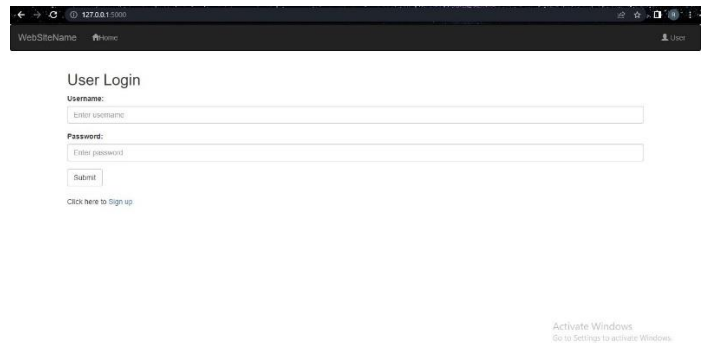 127.0.0.1:5000
WebSiteName Home User
User Login
Username:
Enter username
Password:
Enter password
Submit
Click here to Sign up
Activate Windows
Go to Settings to activate Windows.